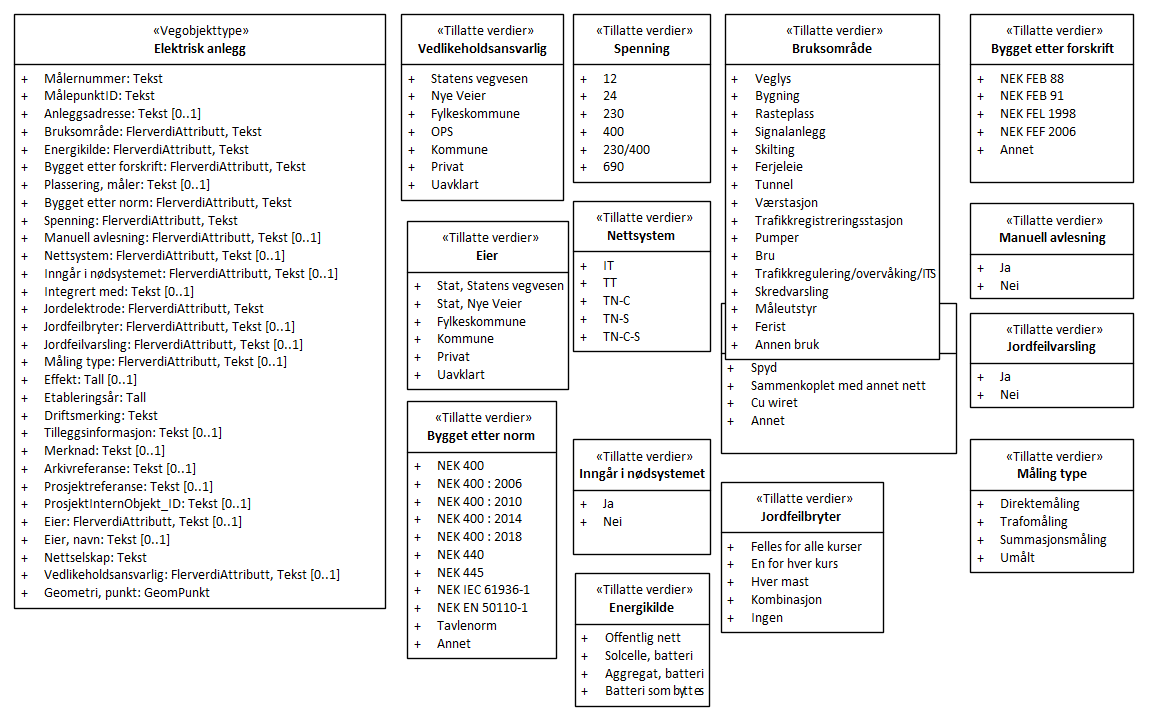 «Vegobjekttype»
Elektrisk anlegg
+ Målernummer: Tekst
+ MålepunktID: Tekst
+ Anleggsadresse: Tekst [0..1]
+ Bruksområde: FlerverdiAttributt, Tekst
+ Energikilde: FlerverdiAttributt, Tekst
+ Bygget etter forskrift: FlerverdiAttributt, Tekst
+ Plassering, måler: Tekst [0..1]
+ Bygget etter norm: FlerverdiAttributt, Tekst
+ Spenning: FlerverdiAttributt, Tekst
+ Manuell avlesning: FlerverdiAttributt, Tekst [0..1]
+ Nettsystem: FlerverdiAttributt, Tekst [0..1]
+ Inngår i nødsystemet: FlerverdiAttributt, Tekst [0..1]
+ Integrert med: Tekst [0..1]
+ Jordelektrode: FlerverdiAttributt, Tekst
+ Jordfeilbryter: FlerverdiAttributt, Tekst [0..1]
+ Jordfeilvarsling: FlerverdiAttributt, Tekst [0..1]
+ Måling type: FlerverdiAttributt, Tekst [0..1]
+ Effekt: Tall [0..1]
+ Etableringsår: Tall
+ Driftsmerking: Tekst
+ Tilleggsinformasjon: Tekst [0..1]
+ Merknad: Tekst [0..1]
+ Arkivreferanse: Tekst [0..1]
+ Prosjektreferanse: Tekst [0..1]
+ ProsjektInternObjekt_ID: Tekst [0..1]
+ Eier: FlerverdiAttributt, Tekst [0..1]
+ Eier, navn: Tekst [0..1]
+ Nettselskap: Tekst
+ Vedlikeholdsansvarlig: FlerverdiAttributt, Tekst [0..1]
+ Geometri, punkt: GeomPunkt
«Tillatte verdier»
Vedlikeholdsansvarlig
+ Statens vegvesen
+ Nye Veier
+ Fylkeskommune
+ OPS
+ Kommune
+ Privat
+ Uavklart
«Tillatte verdier»
Eier
+ Stat, Statens vegvesen
+ Stat, Nye Veier
+ Fylkeskommune
+ Kommune
+ Privat
+ Uavklart
«Tillatte verdier»
Bygget etter norm
+ NEK 400
+ NEK 400 : 2006
+ NEK 400 : 2010
+ NEK 400 : 2014
+ NEK 400 : 2018
+ NEK 440
+ NEK 445
+ NEK IEC 61936-1
+ NEK EN 50110-1
+ Tavlenorm
+ Annet
«Tillatte verdier»
Spenning
+ 12
+ 24
+ 230
+ 400
+ 230/400
+ 690
«Tillatte verdier»
Nettsystem
+ IT
+ TT
+ TN-C
+ TN-S
+ TN-C-S
«Tillatte verdier»
Inngår i nødsystemet
+ Ja
+ Nei
«Tillatte verdier»
Energikilde
+ Offentlig nett
+ Solcelle, batteri
+ Aggregat, batteri
+ Batteri som byttes
«Tillatte verdier»
Bruksområde
+ Veglys
+ Bygning
+ Rasteplass
+ Signalanlegg
+ Skilting
+ Ferjeleie
+ Tunnel
+ Værstasjon
+ Trafikkregistreringsstasjon
+ Pumper
+ Bru
+ Trafikkregulering/overvåking/ITS
+ Skredvarsling
+ Måleutstyr
+ Ferist
+ Annen bruk
+ Spyd
+ Sammenkoplet med annet nett
+ Cu wiret
+ Annet
«Tillatte verdier»
Jordfeilbryter
+ Felles for alle kurser
+ En for hver kurs
+ Hver mast
+ Kombinasjon
+ Ingen
«Tillatte verdier»
Bygget etter forskrift
+ NEK FEB 88
+ NEK FEB 91
+ NEK FEL 1998
+ NEK FEF 2006
+ Annet
«Tillatte verdier»
Manuell avlesning
+ Ja
+ Nei
«Tillatte verdier»
Jordfeilvarsling
+ Ja
+ Nei
«Tillatte verdier»
Måling type
+ Direktemåling
+ Trafomåling
+ Summasjonsmåling
+ Umålt